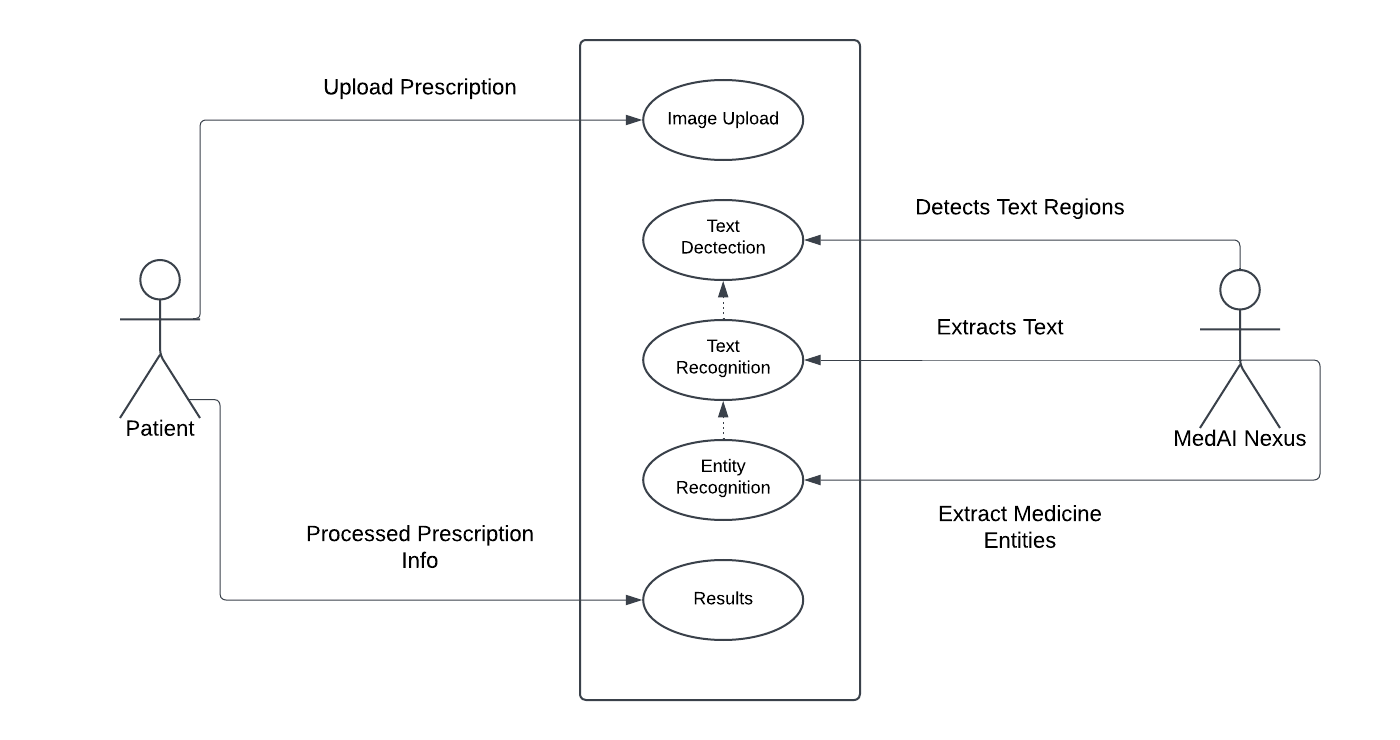 Upload Prescription
Image Upload
Detects Text Regions
Text
Dectection
Extracts Text
Text
Recognition
Patient
MedAI Nexus
Entity
Recognition
Extract Medicine
Entities
Processed Prescription
Info
Results